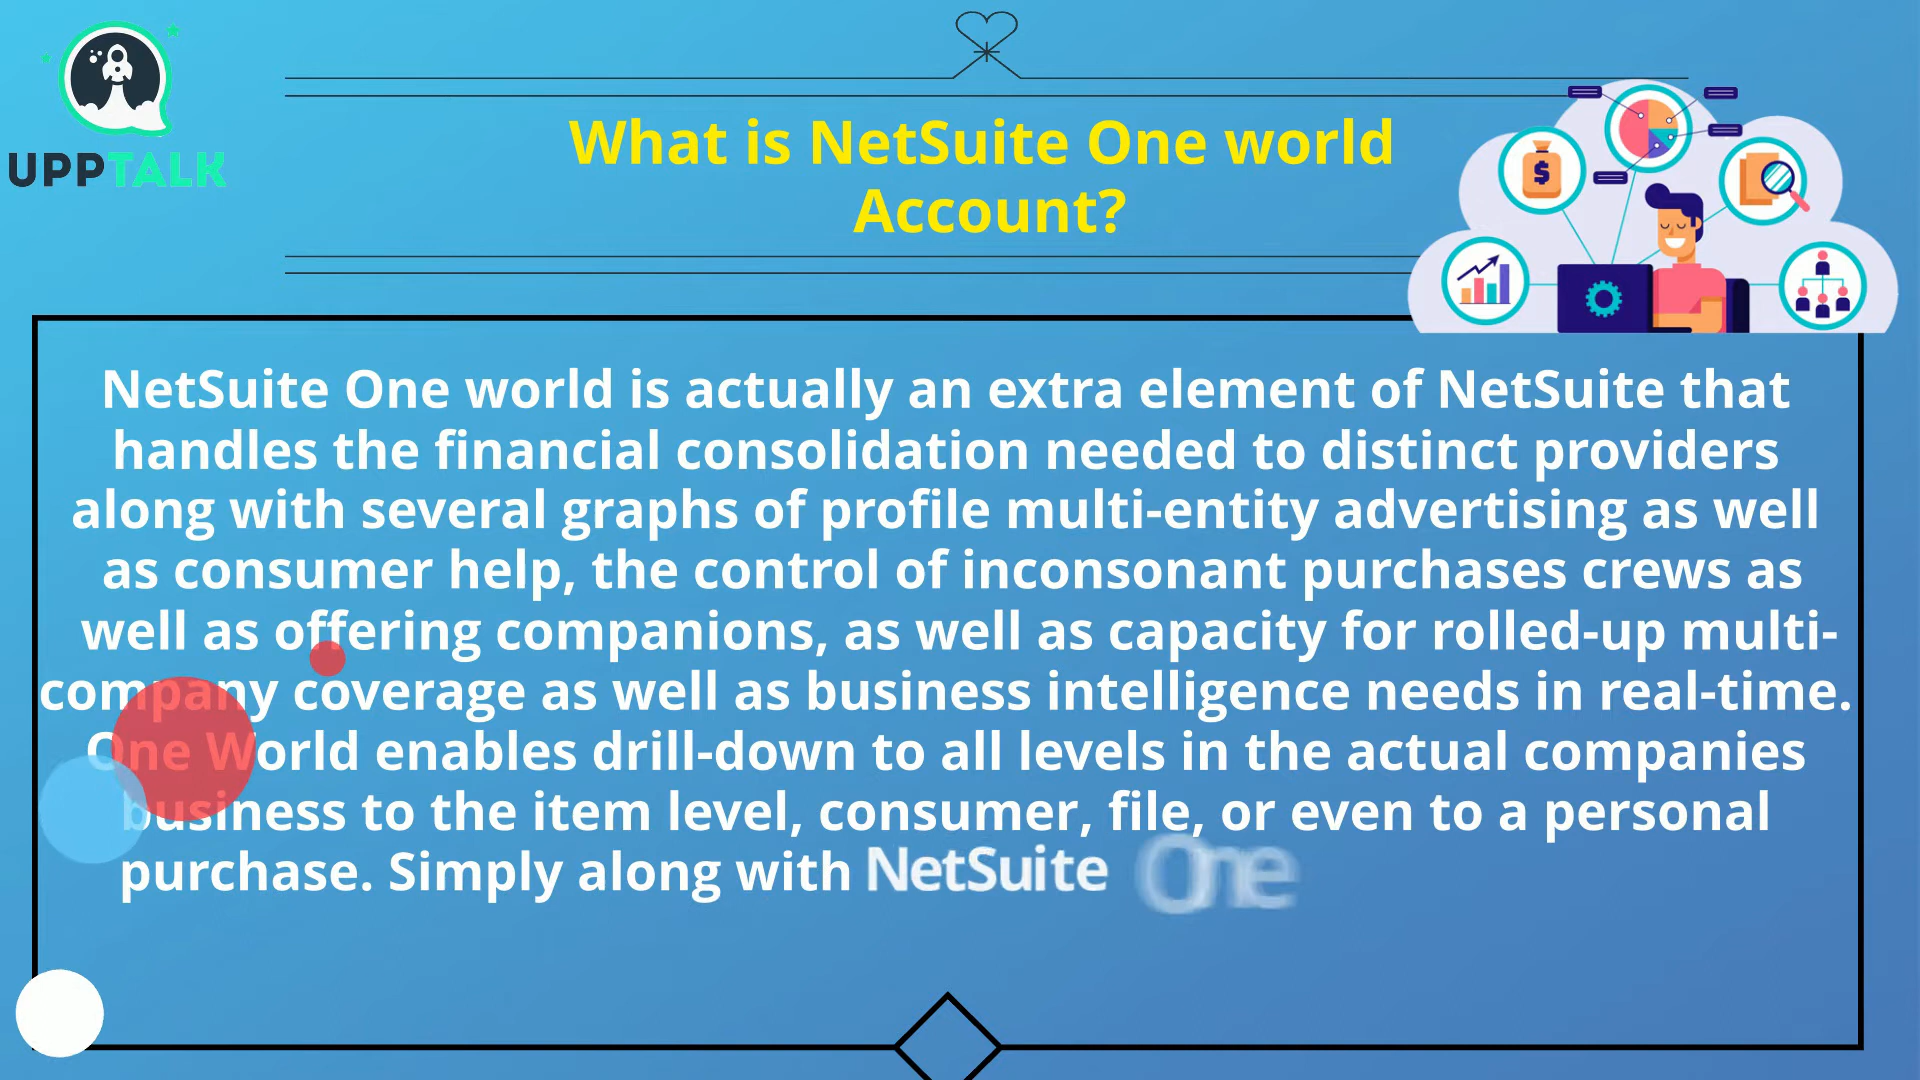 UPPTALK
What is NetSuite One world
Account?
NetSuite One world is actually an extra element of NetSuite that
handles the financial consolidation needed to distinct providers
along with several graphs of profile multi-entity advertising as well
as consumer help, the control of inconsonant purchases crews as
well as offering companions, as well as capacity for rolled-up multi-
company coverage as well as business intelligence needs in real-time.
One World enables drill-down to all levels in the actual companies
business to the item level, consumer, file, or even to a personal
purchase. Simply along with NetSuite One